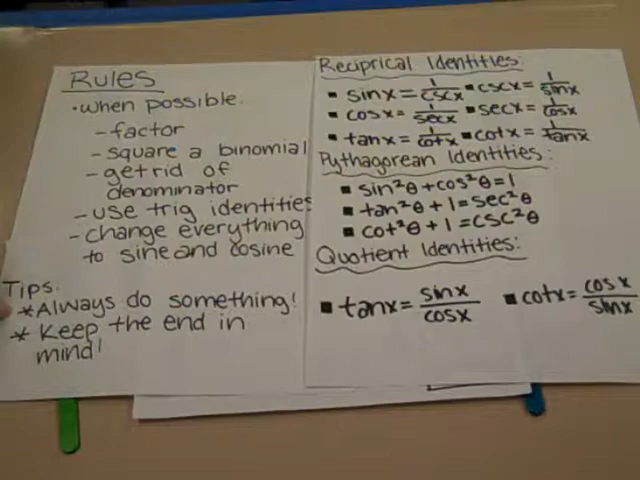 Rules
• when possible:
- factor
- square a binomial
- get rid of
denominator
- use trig identities
- change everything
to sine and cosine
Tips:
* Always do something!
* Keep the end in
mind!
Reciprical Identities:
▪ sinx = 1/cscx ▪ cscx = 1/sinx
▪ cosx = 1/secx ▪ secx = 1/cosx
▪ tanx = 1/cotx ▪ cotx = 1/tanx
Pythagorean Identities:
▪ sin²θ + cos²θ = 1
▪ tan²θ + 1 = sec²θ
▪ cot²θ + 1 = csc²θ
Quotient Identities:
▪ tanx = sinx/cosx ▪ cotx = cosx/sinx